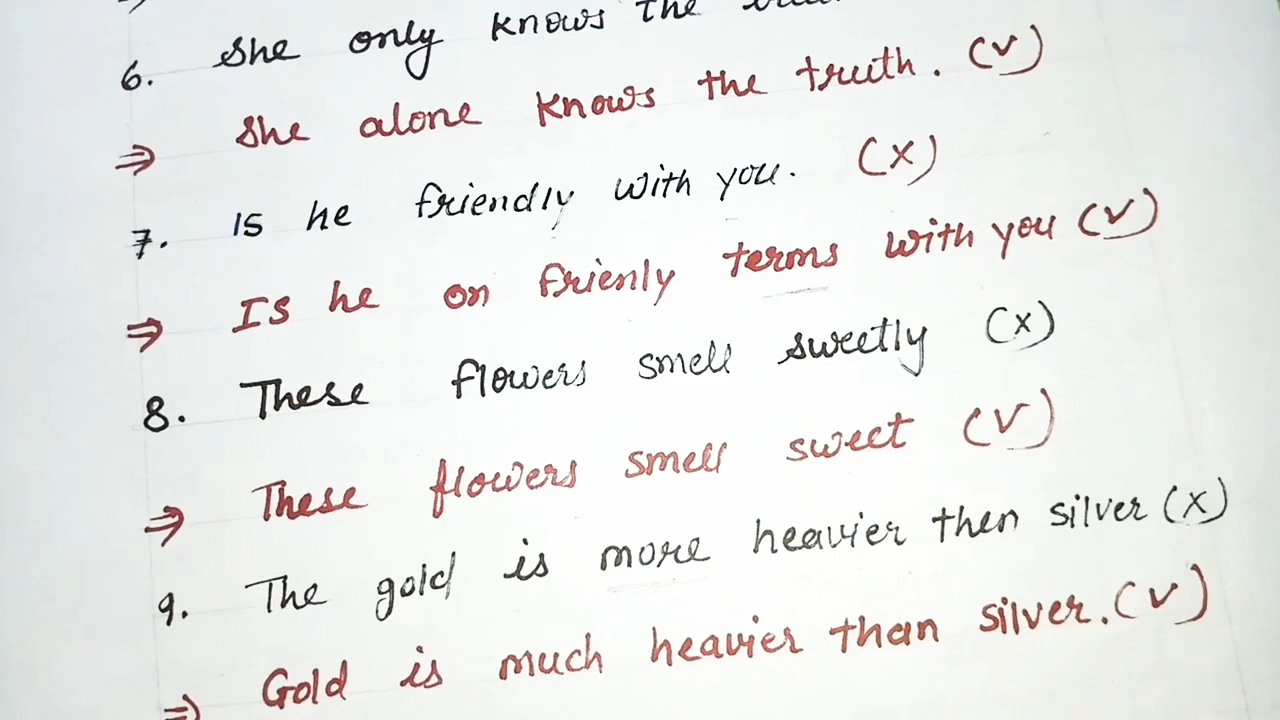 6. She only knows the
⇒ She alone knows the truth. (✓)
7. Is he friendly with you. (x)
⇒ Is he on frienly terms with you (✓)
8. These flowers smell sweetly (x)
⇒ These flowers smell sweet (✓)
9. The gold is more heavier then silver (x)
⇒ Gold is much heavier than silver. (✓)